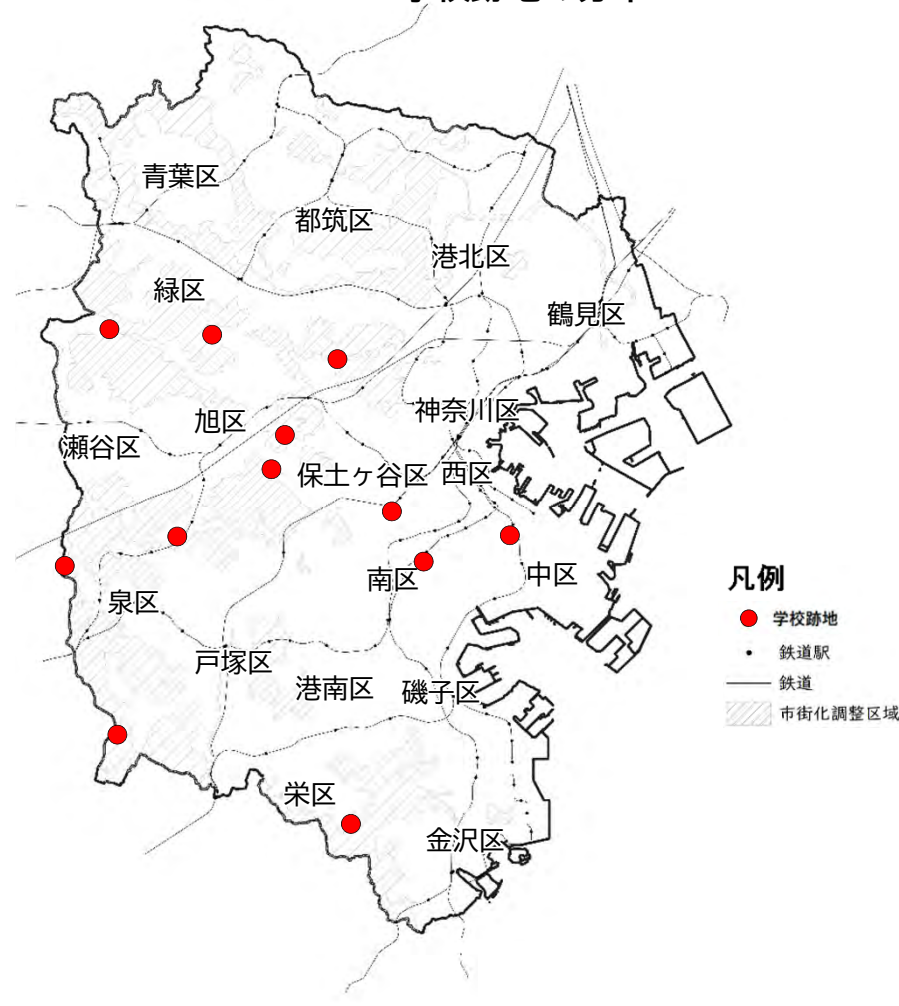 青葉区
都筑区
港北区
緑区
鶴見区
神奈川区
旭区
瀬谷区
保土ヶ谷区
西区
南区
中区
泉区
戸塚区
港南区
磯子区
栄区
金沢区
凡例
学校跡地
鉄道駅
鉄道
市街化調整区域